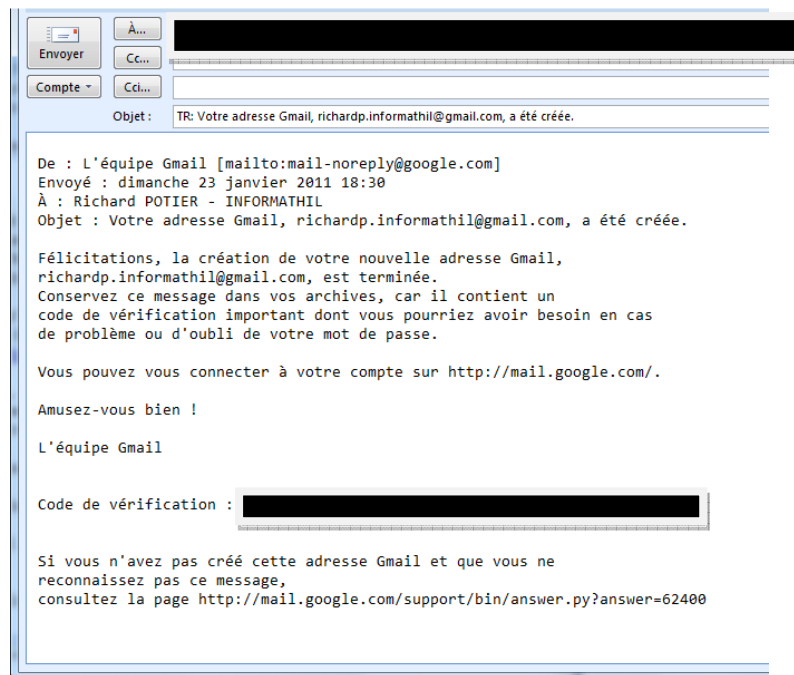 À...
Envoyer
Cc...
Compte
Cci...
Objet : TR: Votre adresse Gmail, richardp.informathil@gmail.com, a été créée.
De : L'équipe Gmail [mailto:mail-noreply@google.com]
Envoyé : dimanche 23 janvier 2011 18:30
À : Richard POTIER - INFORMATHIL
Objet : Votre adresse Gmail, richardp.informathil@gmail.com, a été créée.
Félicitations, la création de votre nouvelle adresse Gmail,
richardp.informathil@gmail.com, est terminée.
Conservez ce message dans vos archives, car il contient un
code de vérification important dont vous pourriez avoir besoin en cas
de problème ou d'oubli de votre mot de passe.
Vous pouvez vous connecter à votre compte sur http://mail.google.com/.
Amusez-vous bien !
L'équipe Gmail
Code de vérification :
Si vous n'avez pas créé cette adresse Gmail et que vous ne
reconnaissez pas ce message,
consultez la page http://mail.google.com/support/bin/answer.py?answer=62400